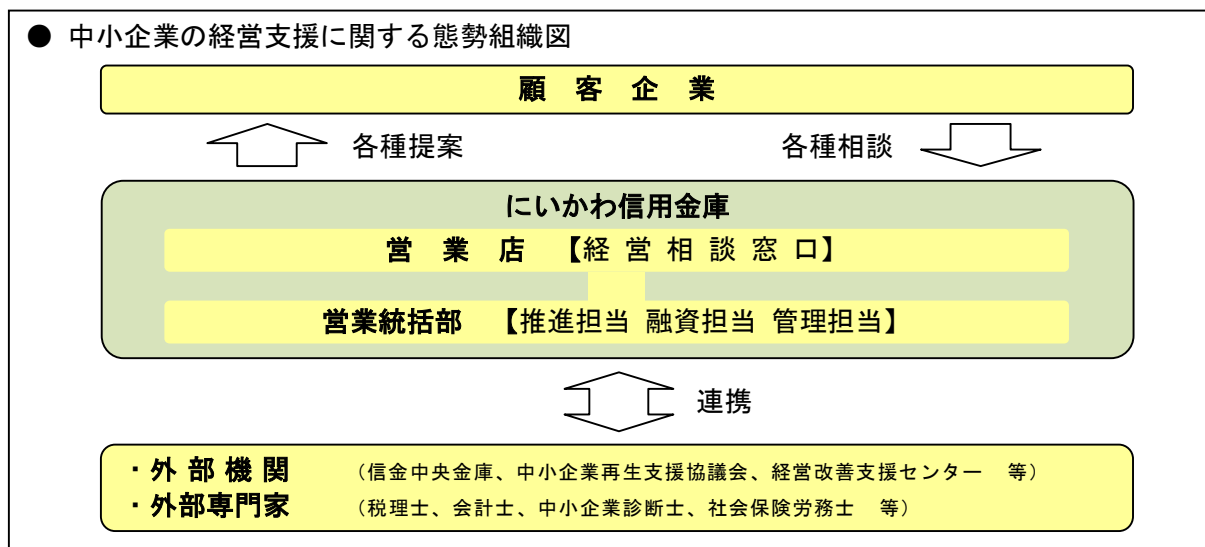 ● 中小企業の経営支援に関する態勢組織図
顧 客 企 業
各種提案
各種相談
にいかわ信用金庫
営 業 店 【経 営 相 談 窓 口】
営業統括部 【推進担当 融資担当 管理担当】
連携
・外 部 機 関 （信金中央金庫、中小企業再生支援協議会、経営改善支援センター 等）
・外部専門家 （税理士、会計士、中小企業診断士、社会保険労務士 等）